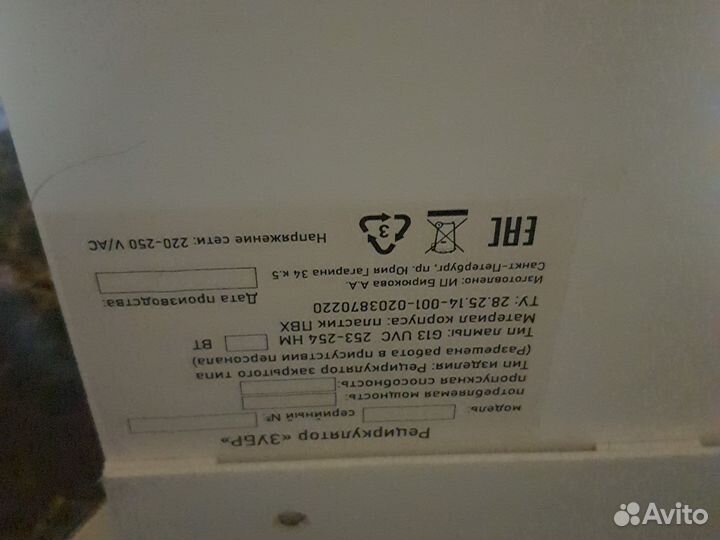 Рециркулятор «ЗУБР»
модель: серийный №:
потребляемая мощность:
пропускная способность:
Тип изделия: Рециркулятор закрытого типа
(Разрешена работа в присутствии персонала)
Тип лампы: G13 UVC 253-254 НМ ВТ
Материал корпуса: пластик ПВХ
ТУ: 28.25.14-001-0203870220
Изготовлено: ИП Бирюкова А.А.
Санкт-Петербург, пр. Юрия Гагарина 34 к.5
Дата производства:
EAC
3
Напряжение сети: 220-250 V/AC
Avito